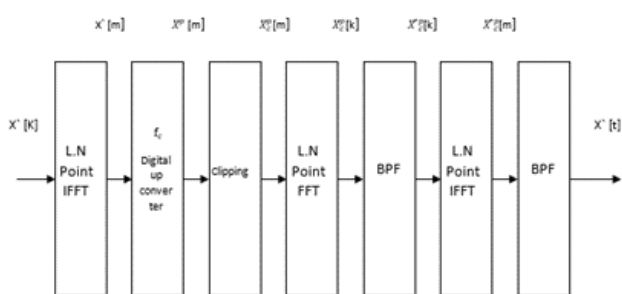 X` [m] [m] [m] [k] [k] [m]
X` [K]
X` [t]
L.N
Point
IFFT
f_c
Digital
up
conver
ter
Clipping
L.N
Point
FFT
BPF
L.N
Point
IFFT
BPF